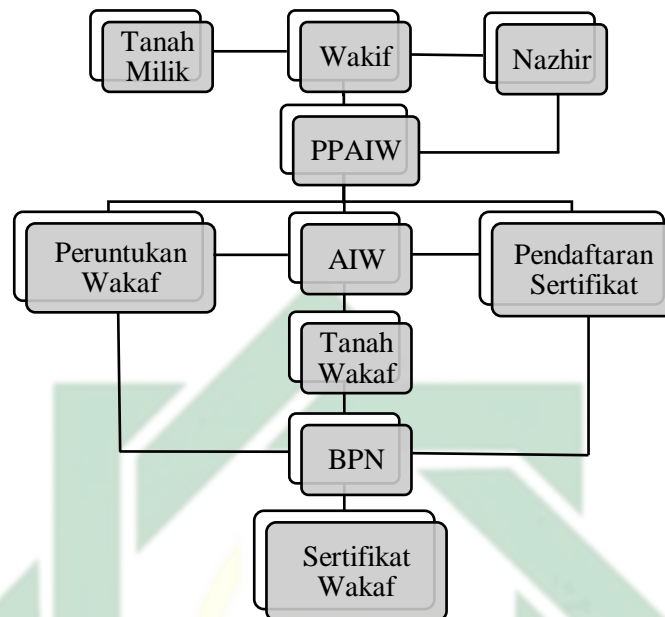 Tanah
Milik
Wakif
Nazhir
PPAIW
Peruntukan
Wakaf
AIW
Pendaftaran
Sertifikat
Tanah
Wakaf
BPN
Sertifikat
Wakaf